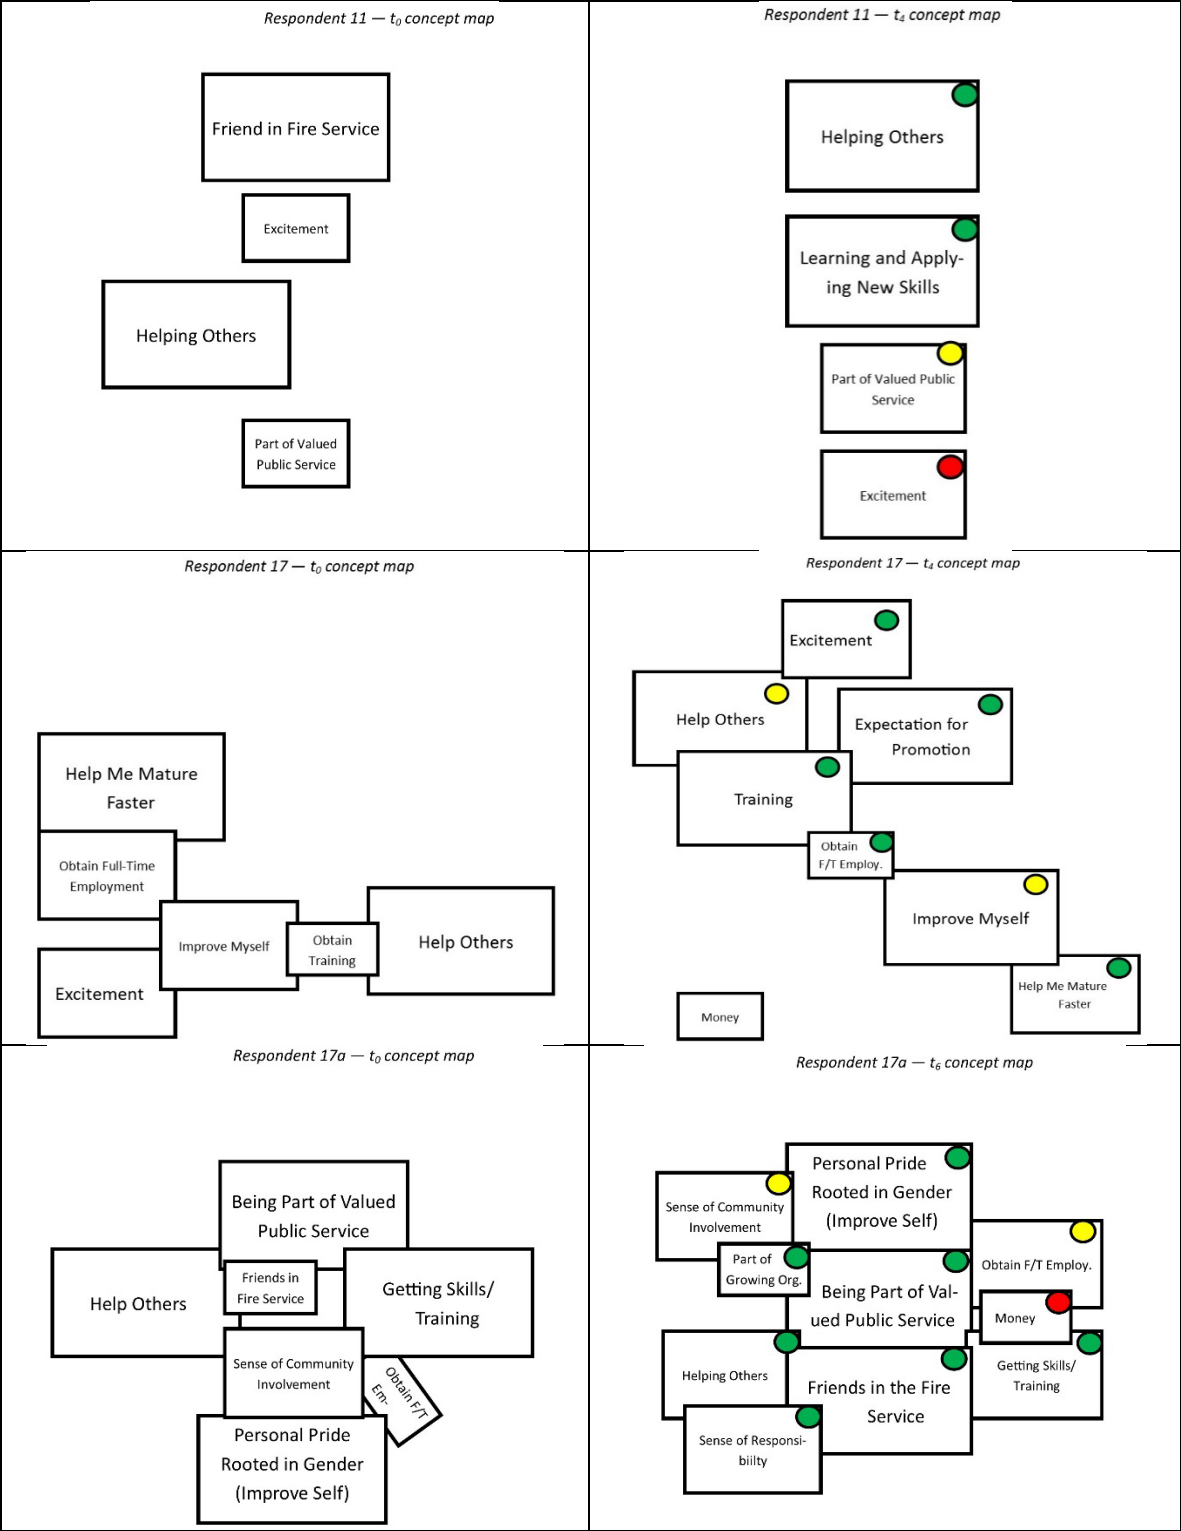 Respondent 11 — t0 concept map
Friend in Fire Service
Excitement
Helping Others
Part of Valued
Public Service
Respondent 11 — t4 concept map
Helping Others
Learning and Apply-
ing New Skills
Part of Valued Public
Service
Excitement
Respondent 17 — t0 concept map
Help Me Mature
Faster
Obtain Full-Time
Employment
Improve Myself
Obtain
Training
Help Others
Excitement
Respondent 17 — t4 concept map
Excitement
Help Others
Expectation for
Promotion
Training
Obtain
F/T Employ.
Improve Myself
Help Me Mature
Faster
Money
Respondent 17a — t0 concept map
Being Part of Valued
Public Service
Help Others
Friends in
Fire Service
Getting Skills/
Training
Sense of Community
Involvement
Obtain F/T
Em-
Personal Pride
Rooted in Gender
(Improve Self)
Respondent 17a — t6 concept map
Personal Pride
Rooted in Gender
(Improve Self)
Sense of Community
Involvement
Part of
Growing Org.
Obtain F/T Employ.
Being Part of Val-
ued Public Service
Money
Helping Others
Friends in the Fire
Service
Getting Skills/
Training
Sense of Responsi-
biilty